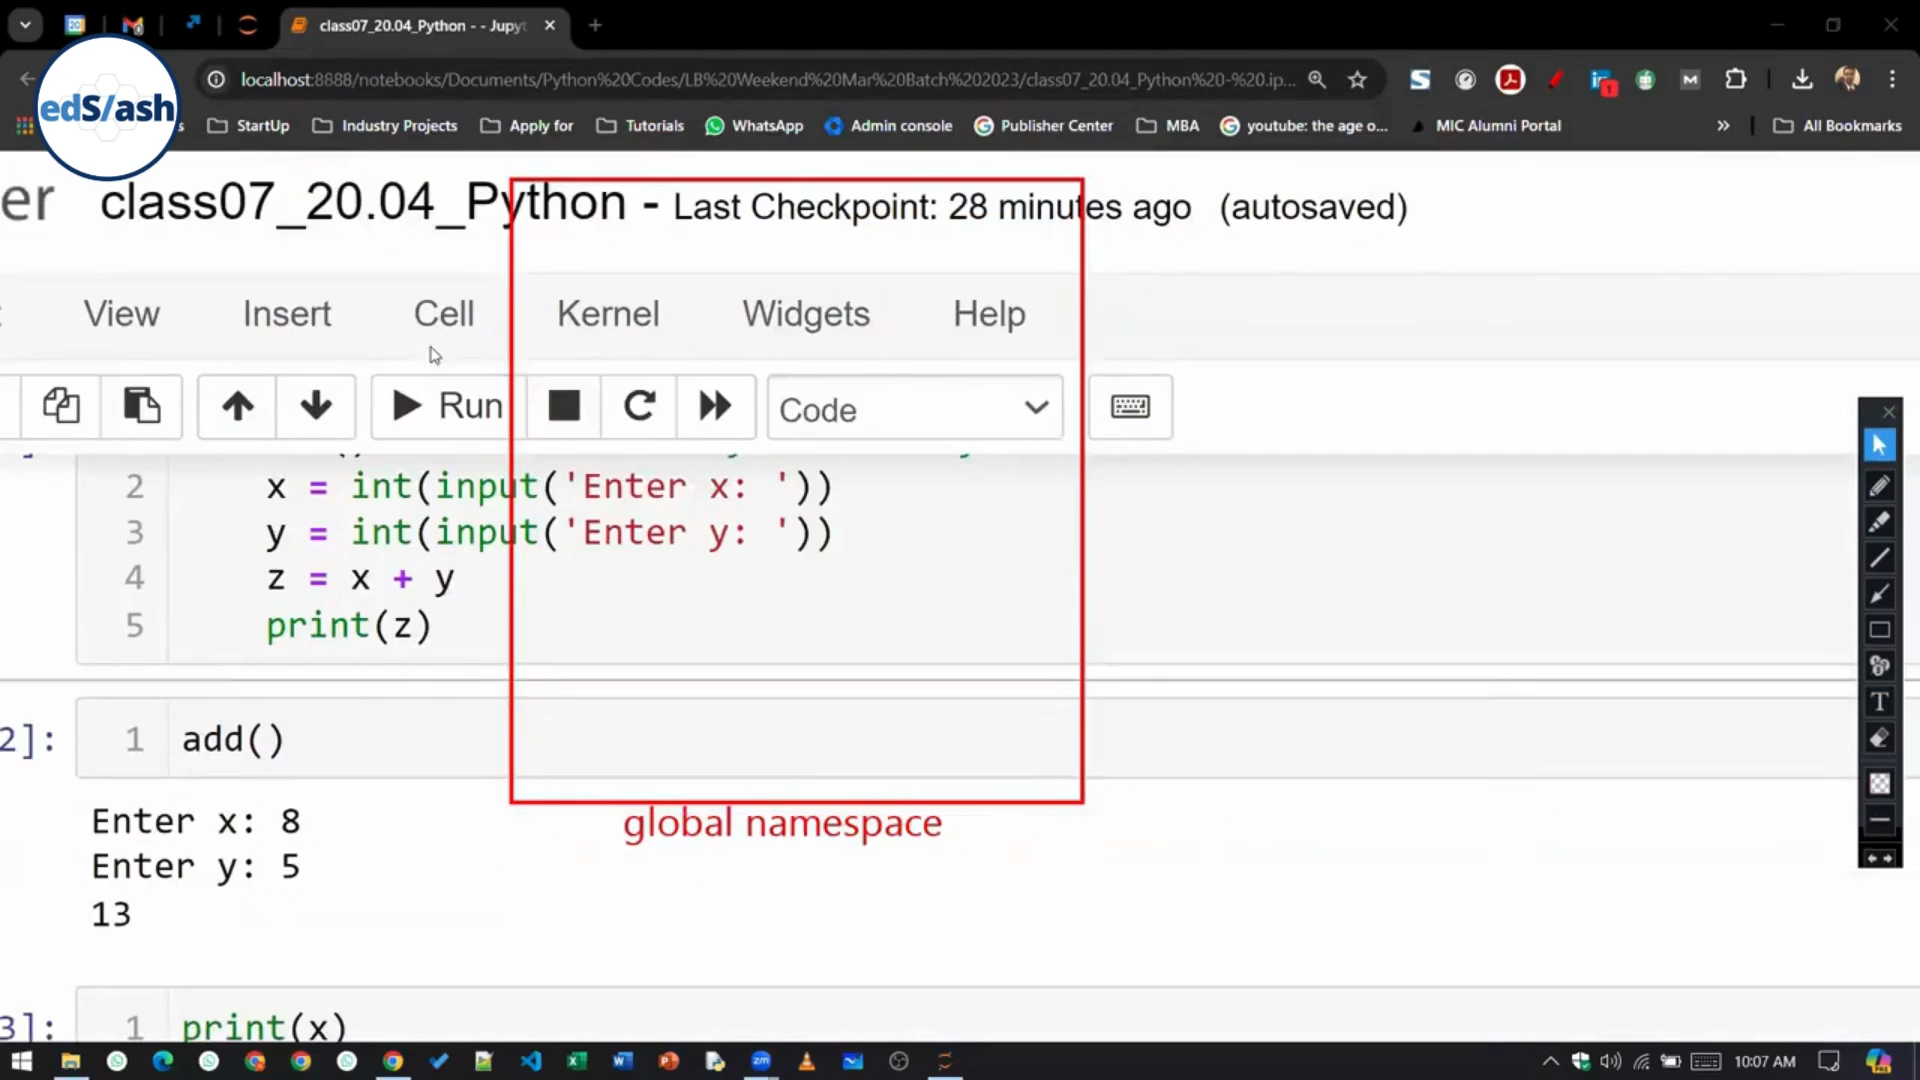 class07_20.04_Python - - Jupyt
localhost:8888/notebooks/Documents/Python%20Codes/LB%20Weekend%20Mar%20Batch%202023/class07_20.04_Python%20-%20.ip...
edS/ash
StartUp Industry Projects Apply for Tutorials WhatsApp Admin console Publisher Center MBA youtube: the age o... MIC Alumni Portal All Bookmarks
er class07_20.04_Python - Last Checkpoint: 28 minutes ago (autosaved)
View Insert Cell Kernel Widgets Help
Run Code
2 x = int(input('Enter x: '))
3 y = int(input('Enter y: '))
4 z = x + y
5 print(z)
2]: 1 add()
global namespace
Enter x: 8
Enter y: 5
13
3]: 1 print(x)
10:07 AM